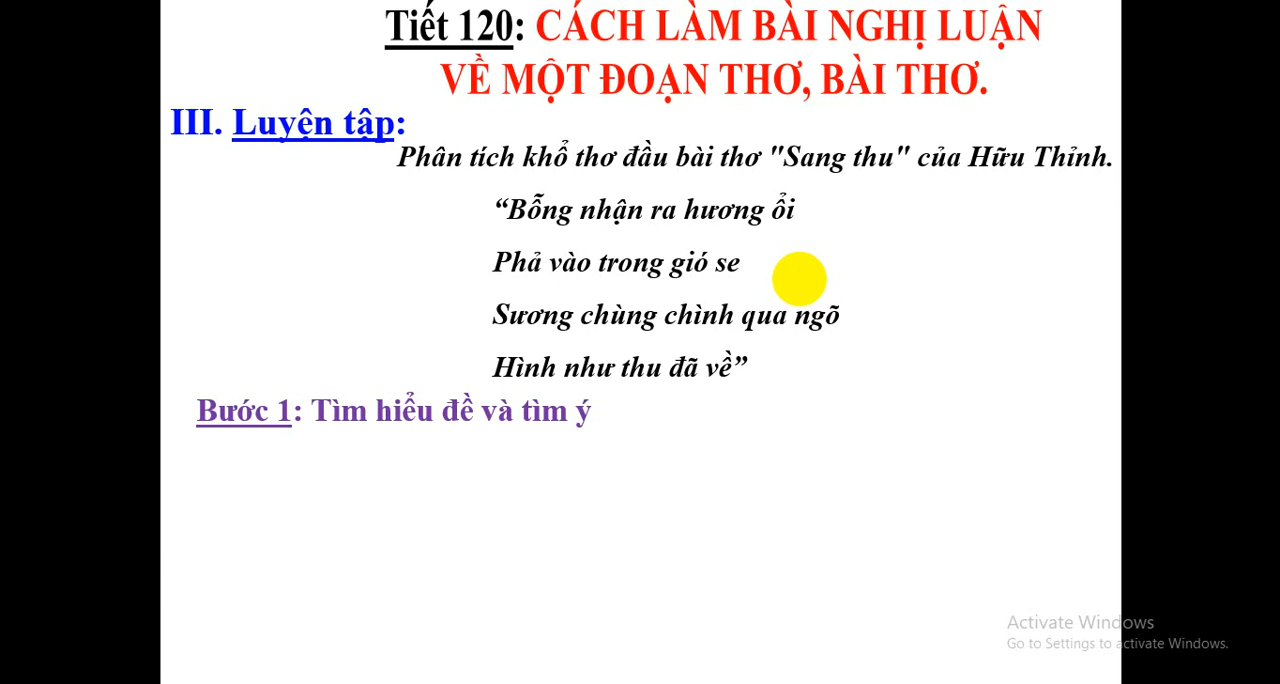 Tiết 120: CÁCH LÀM BÀI NGHỊ LUẬN
VỀ MỘT ĐOẠN THƠ, BÀI THƠ.
III. Luyện tập:
Phân tích khổ thơ đầu bài thơ "Sang thu" của Hữu Thỉnh.
“Bỗng nhận ra hương ổi
Phả vào trong gió se
Sương chùng chình qua ngõ
Hình như thu đã về”
Bước 1: Tìm hiểu đề và tìm ý
Activate Windows
Go to Settings to activate Windows.